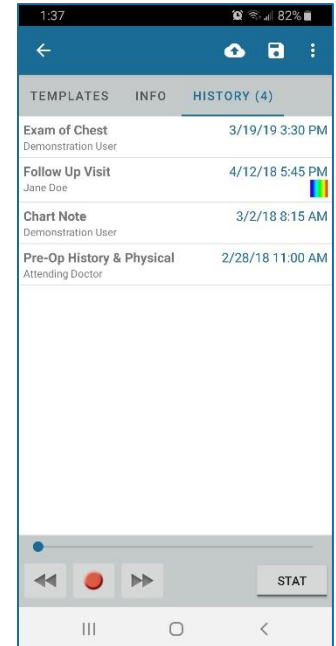 1:37 82%
TEMPLATES INFO HISTORY (4)
Exam of Chest 3/19/19 3:30 PM
Demonstration User
Follow Up Visit 4/12/18 5:45 PM
Jane Doe
Chart Note 3/2/18 8:15 AM
Demonstration User
Pre-Op History & Physical 2/28/18 11:00 AM
Attending Doctor
STAT